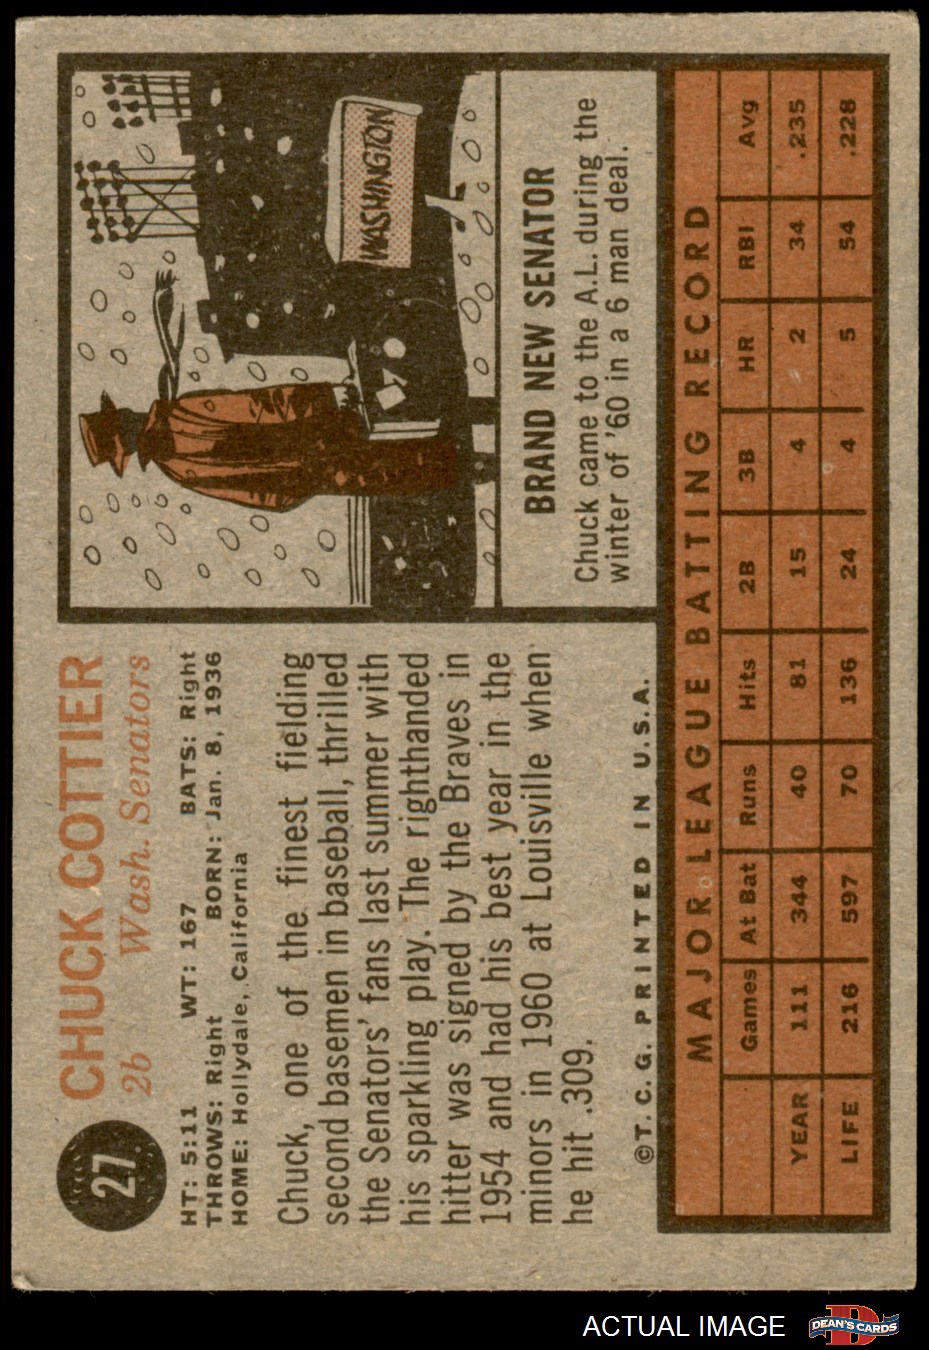 27
CHUCK COTTIER
2b Wash. Senators
HT: 5:11 WT: 167 BATS: Right
THROWS: Right BORN: Jan. 8, 1936
HOME: Hollydale, California
Chuck, one of the finest fielding
second basemen in baseball, thrilled
the Senators' fans last summer with
his sparkling play. The righthanded
hitter was signed by the Braves in
1954 and had his best year in the
minors in 1960 at Louisville when
he hit .309.
©T. C. G. PRINTED IN U.S.A.
WASHINGTON
BRAND NEW SENATOR
Chuck came to the A.L. during the
winter of '60 in a 6 man deal.
MAJOR LEAGUE BATTING RECORD
Games At Bat Runs Hits 2B 3B HR RBI Avg
YEAR 111 344 40 81 15 4 2 34 .235
LIFE 216 597 70 136 24 4 5 54 .228
ACTUAL IMAGE
D
DEAN'S CARDS